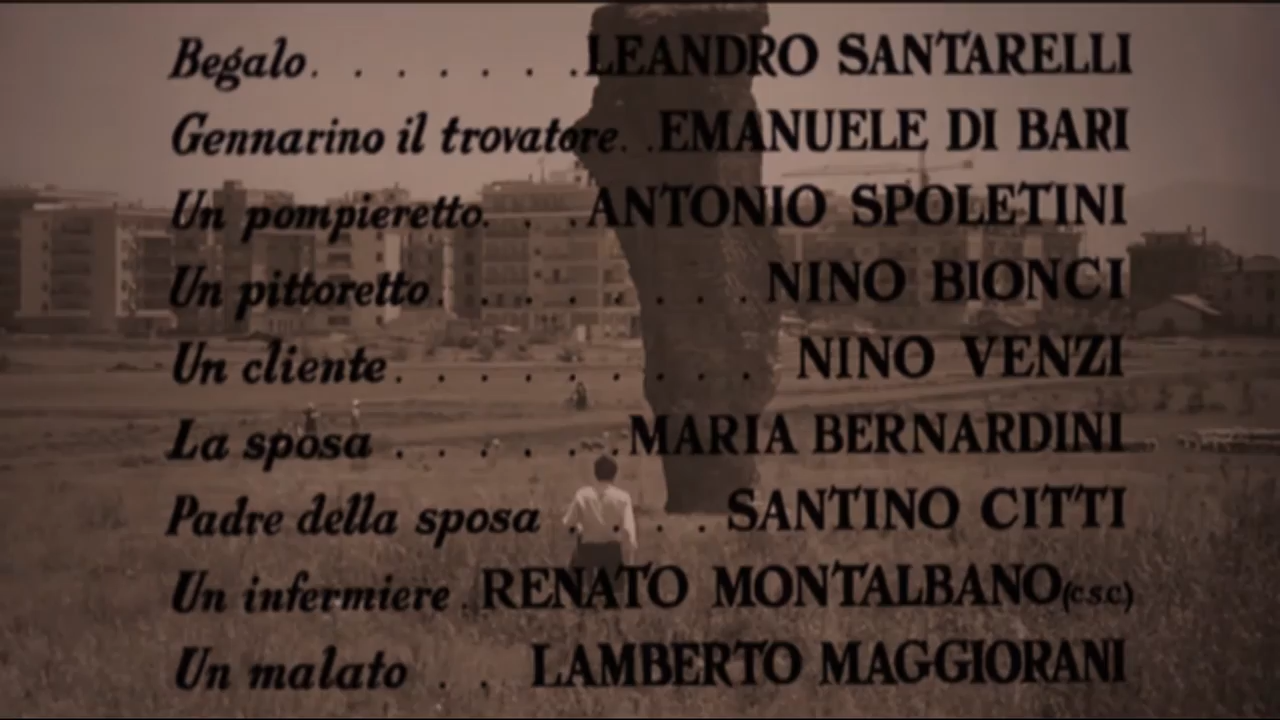 Begalo. . . . . . . LEANDRO SANTARELLI
Gennarino il trovatore. . EMANUELE DI BARI
Un pompieretto. . . ANTONIO SPOLETINI
Un pittoretto. . . . . . . . NINO BIONCI
Un cliente. . . . . . . . . NINO VENZI
La sposa . . . . . . MARIA BERNARDINI
Padre della sposa . . . . SANTINO CITTI
Un infermiere . RENATO MONTALBANO (c.s.c.)
Un malato . . LAMBERTO MAGGIORANI